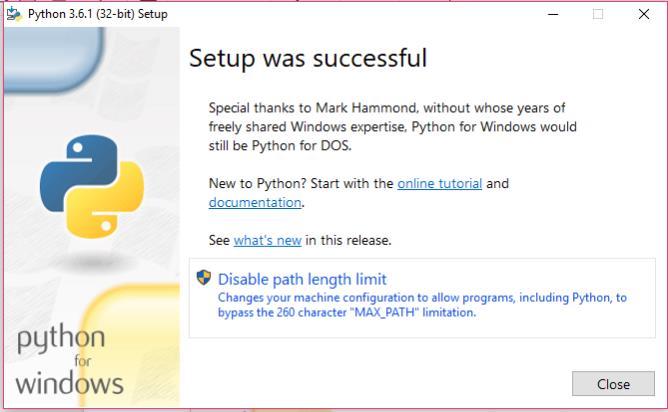 Python 3.6.1 (32-bit) Setup
Setup was successful
Special thanks to Mark Hammond, without whose years of
freely shared Windows expertise, Python for Windows would
still be Python for DOS.
New to Python? Start with the online tutorial and
documentation.
See what's new in this release.
Disable path length limit
Changes your machine configuration to allow programs, including Python, to
bypass the 260 character "MAX_PATH" limitation.
python
for
windows
Close